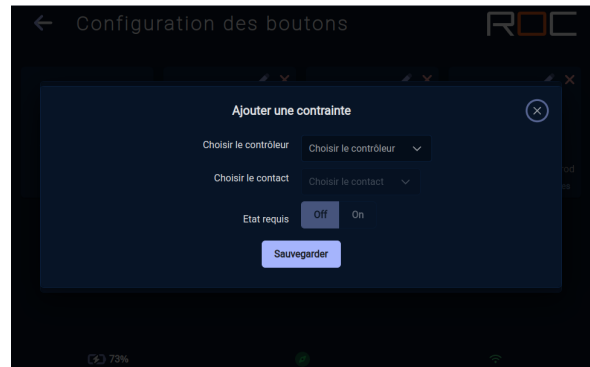 Configuration des boutons
ROC
Ajouter une contrainte
Choisir le contrôleur
Choisir le contrôleur
Choisir le contact
Choisir le contact
Etat requis
Off
On
Sauvegarder
73%